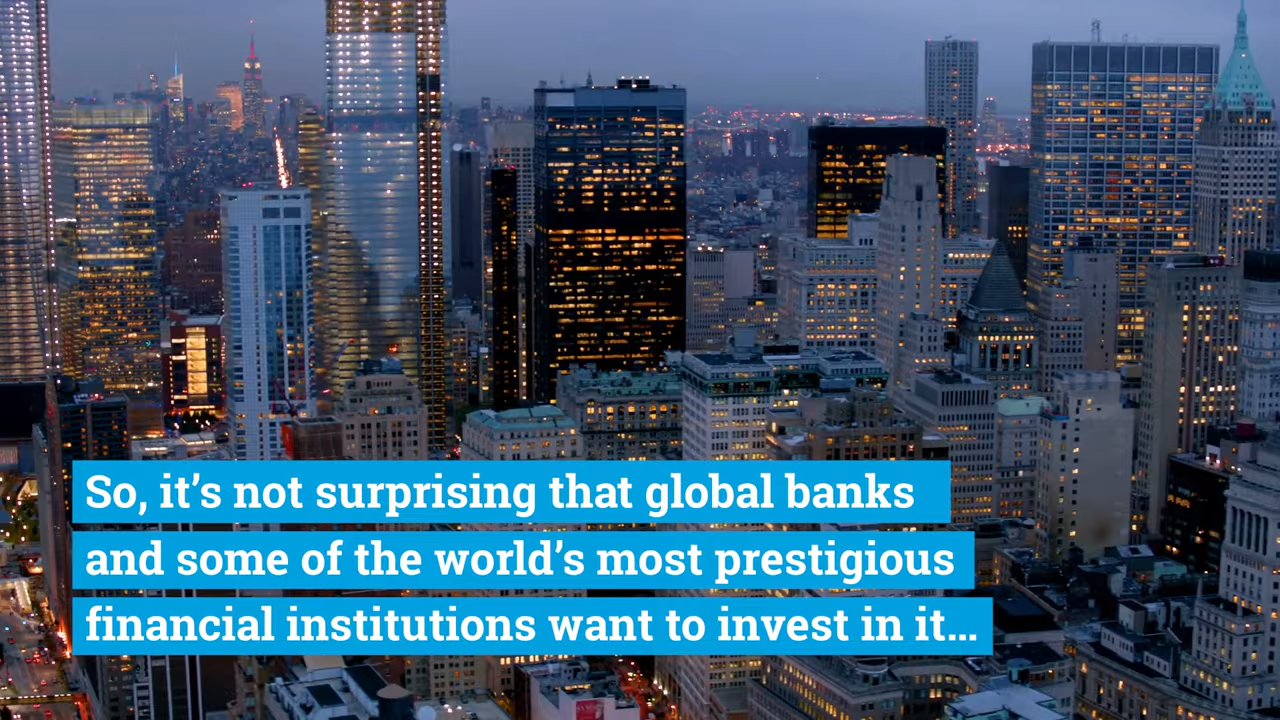 So, it’s not surprising that global banks
and some of the world’s most prestigious
financial institutions want to invest in it...